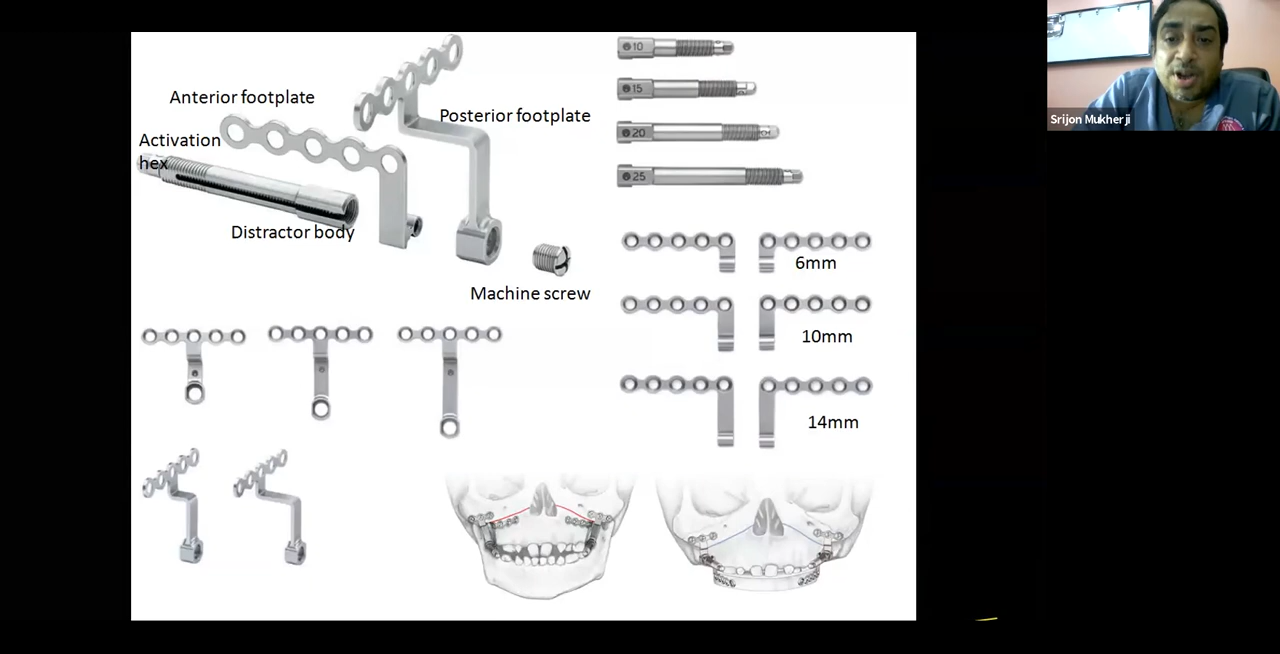 Anterior footplate
Posterior footplate
Activation
hex
Distractor body
Machine screw
10
15
20
25
6mm
10mm
14mm
Srijon Mukherji